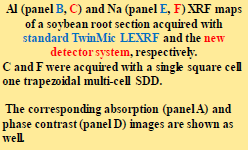 Al (panel B, C) and Na (panel E, F) XRF maps
of a soybean root section acquired with
standard TwinMic LEXRF and the new
detector system, respectively.
C and F were acquired with a single square cell
one trapezoidal multi-cell SDD.
The corresponding absorption (panel A) and
phase contrast (panel D) images are shown as
well.